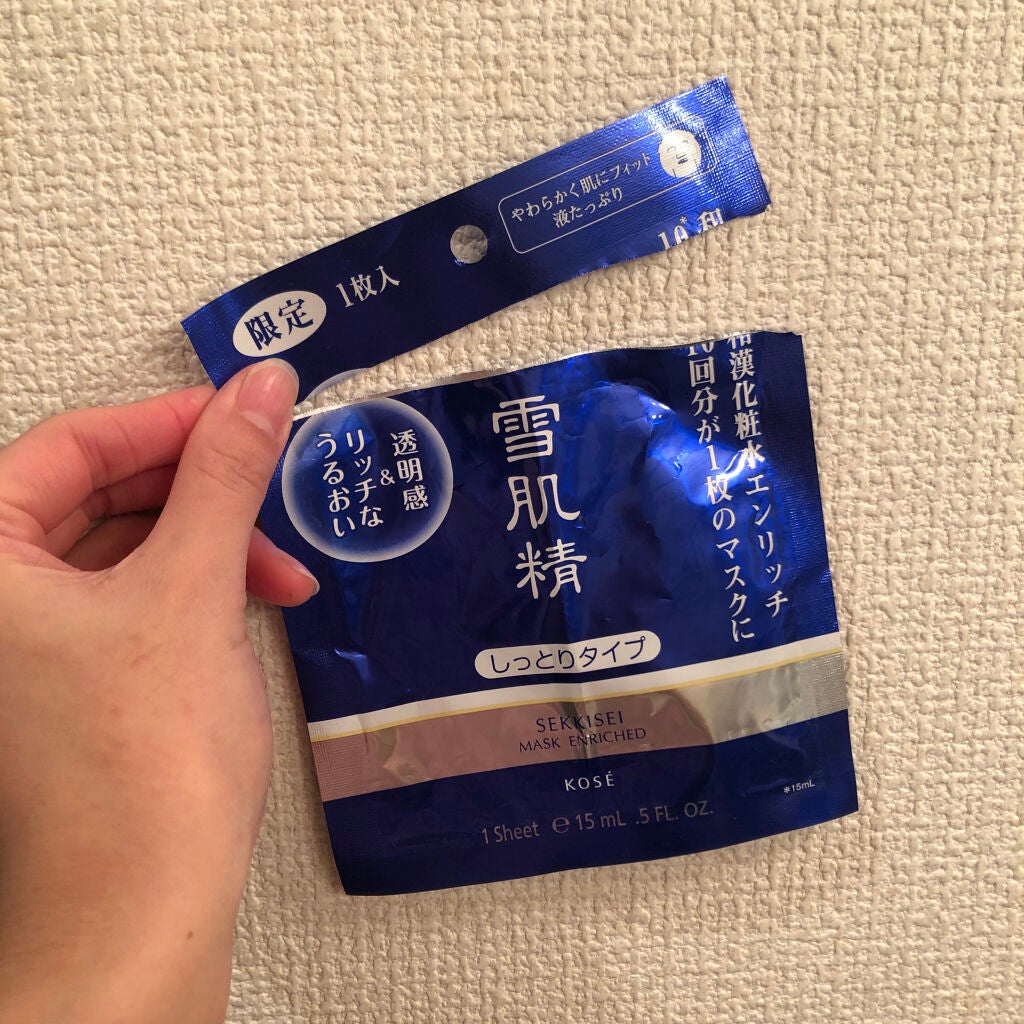 限定
1枚入
やわらかく肌にフィット
液たっぷり
透明感
&
リッチな
うるおい
雪肌精
和漢化粧水エンリッチ
10回分が1枚のマスクに
しっとりタイプ
SEKKISEI
MASK ENRICHED
KOSÉ
*15mL
1 Sheet ℮15 mL .5 FL. OZ.